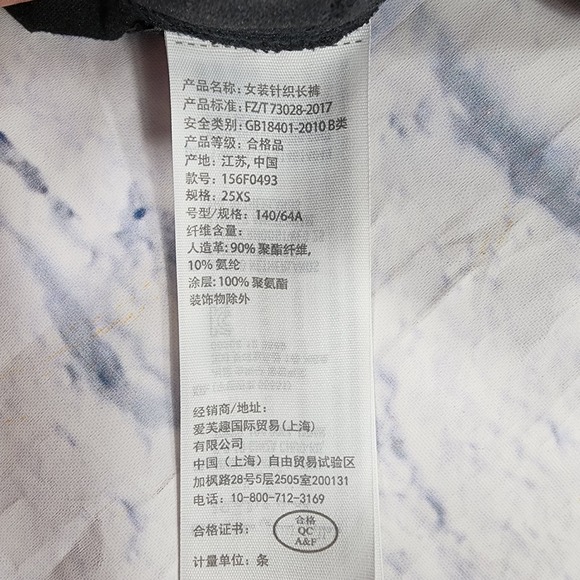 产品名称: 女装针织长裤
产品标准: FZ/T 73028-2017
安全类别: GB18401-2010 B类
产品等级: 合格品
产地: 江苏, 中国
款号: 156F0493
规格: 25XS
号型/规格: 140/64A
纤维含量:
人造革: 90% 聚酯纤维,
10% 氨纶
涂层: 100% 聚氨酯
装饰物除外
经销商/地址:
爱芙趣国际贸易(上海)
有限公司
中国（上海）自由贸易试验区
加枫路28号5层2505室200131
电话: 10-800-712-3169
合格证书:
合格
QC
A&F
计量单位: 条